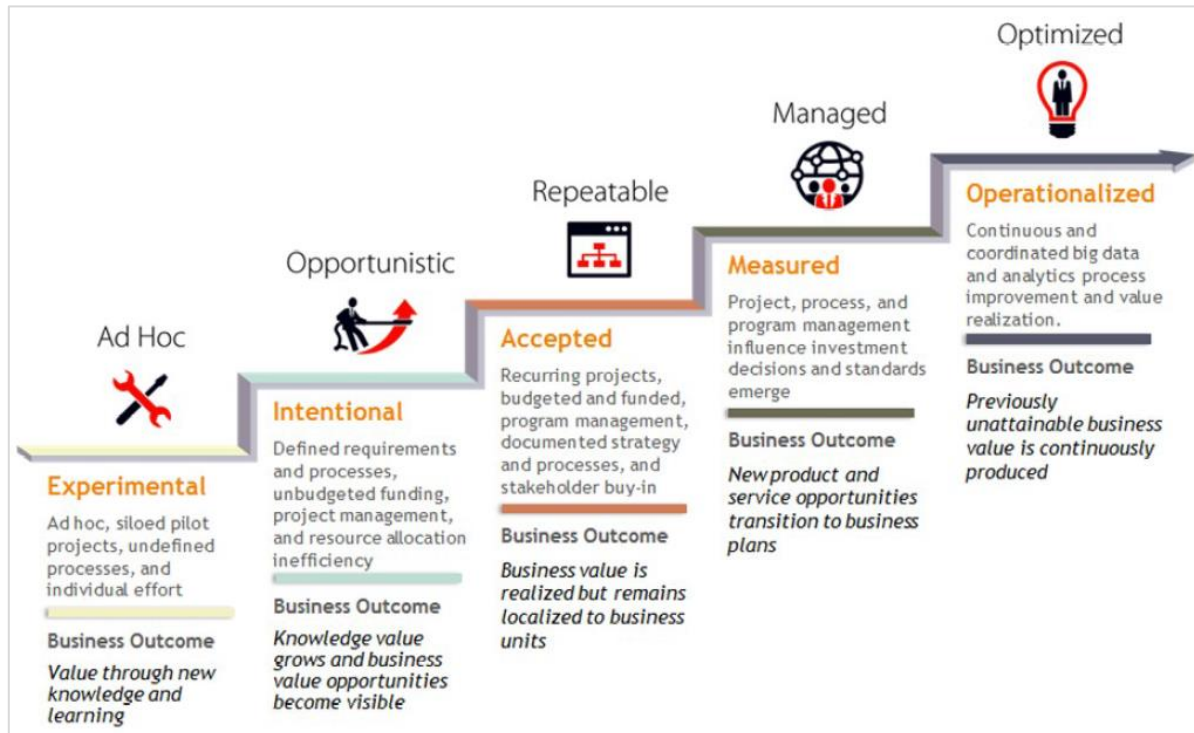 Ad Hoc
Experimental
Ad hoc, siloed pilot
projects, undefined
processes, and
individual effort
Business Outcome
Value through new
knowledge and
learning
Opportunistic
Intentional
Defined requirements
and processes,
unbudgeted funding,
project management,
and resource allocation
inefficiency
Business Outcome
Knowledge value
grows and business
value opportunities
become visible
Repeatable
Accepted
Recurring projects,
budgeted and funded,
program management,
documented strategy
and processes, and
stakeholder buy-in
Business Outcome
Business value is
realized but remains
localized to business
units
Managed
Measured
Project, process, and
program management
influence investment
decisions and standards
emerge
Business Outcome
New product and
service opportunities
transition to business
plans
Optimized
Operationalized
Continuous and
coordinated big data
and analytics process
improvement and value
realization.
Business Outcome
Previously
unattainable business
value is continuously
produced